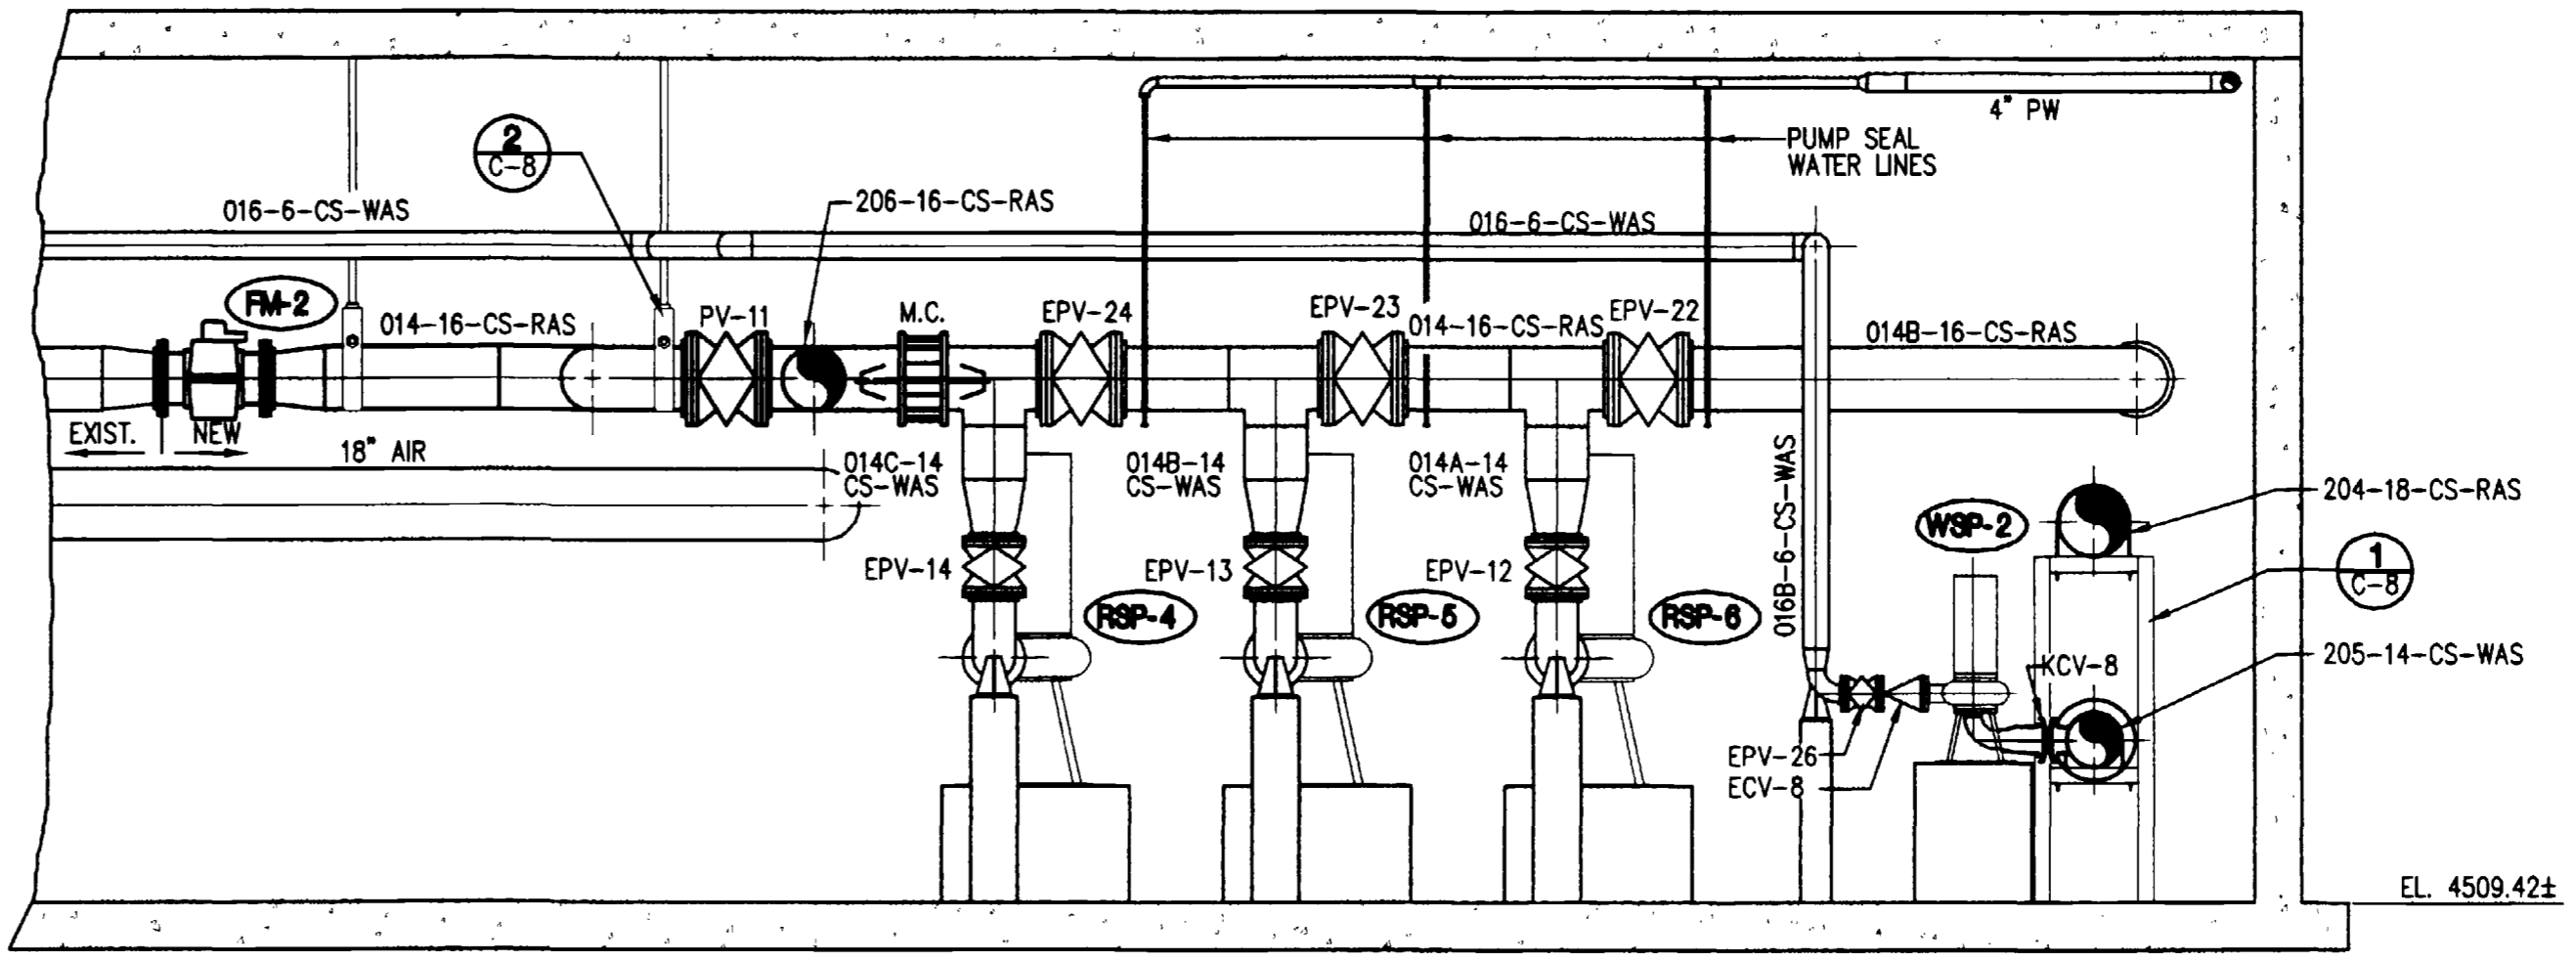 4" PW
2
C-8
PUMP SEAL
WATER LINES
016-6-CS-WAS
206-16-CS-RAS
016-6-CS-WAS
FM-2
014-16-CS-RAS
PV-11
M.C.
EPV-24
EPV-23
014-16-CS-RAS
EPV-22
014B-16-CS-RAS
EXIST.
NEW
18" AIR
014C-14
CS-WAS
014B-14
CS-WAS
014A-14
CS-WAS
016B-6-CS-WAS
204-18-CS-RAS
WSP-2
EPV-14
EPV-13
EPV-12
1
C-8
RSP-4
RSP-5
RSP-6
KCV-8
205-14-CS-WAS
EPV-26
ECV-8
EL. 4509.42±